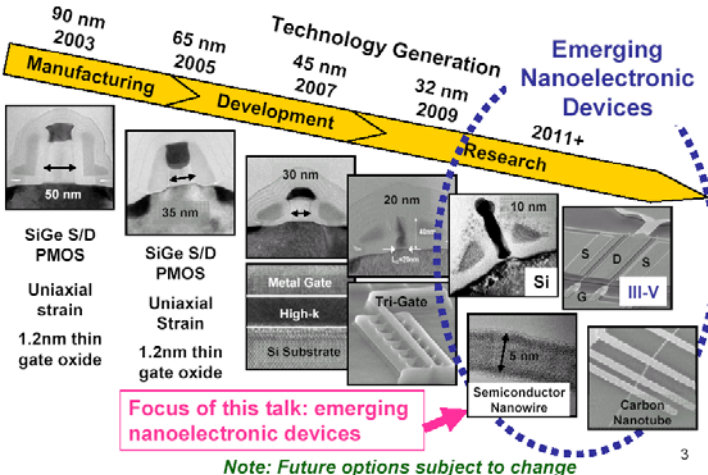 90 nm
2003
65 nm
2005
45 nm
2007
Technology Generation
32 nm
2009
2011+
Emerging
Nanoelectronic
Devices
Manufacturing
Development
Research
50 nm
SiGe S/D
PMOS
Uniaxial
strain
1.2nm thin
gate oxide
35 nm
SiGe S/D
PMOS
Uniaxial
Strain
1.2nm thin
gate oxide
30 nm
Metal Gate
High-k
Si Substrate
20 nm
Tri-Gate
10 nm
Si
S
D
S
G
III-V
5 nm
Semiconductor
Nanowire
Carbon
Nanotube
Focus of this talk: emerging
nanoelectronic devices
Note: Future options subject to change
3